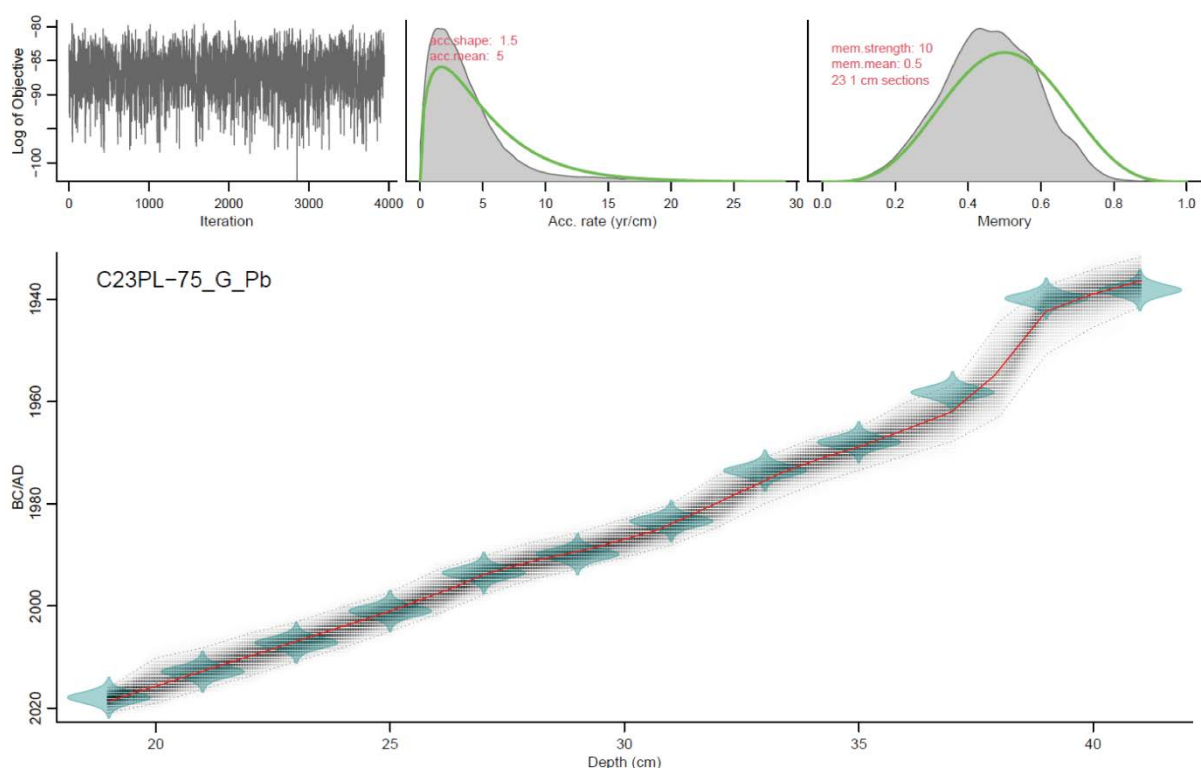 Log of Objective
−80
−85
−90
−100
0 1000 2000 3000 4000
Iteration
acc.shape: 1.5
acc.mean: 5
0 5 10 15 20 25 29 30
Acc. rate (yr/cm)
mem.strength: 10
mem.mean: 0.5
23 1 cm sections
0.0 0.2 0.4 0.6 0.8 1.0
Memory
C23PL−75_G_Pb
BC/AD
1940
1960
1980
2000
2020
20 25 30 35 40
Depth (cm)